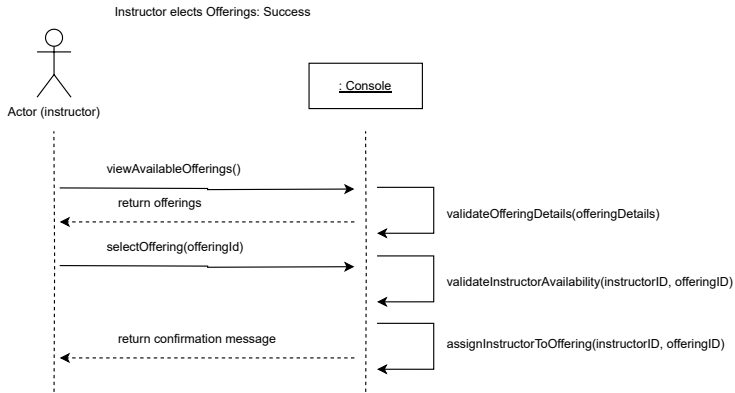 Instructor elects Offerings: Success
: Console
Actor (instructor)
viewAvailableOfferings()
return offerings
validateOfferingDetails(offeringDetails)
selectOffering(offeringId)
validateInstructorAvailability(instructorID, offeringID)
return confirmation message
assignInstructorToOffering(instructorID, offeringID)